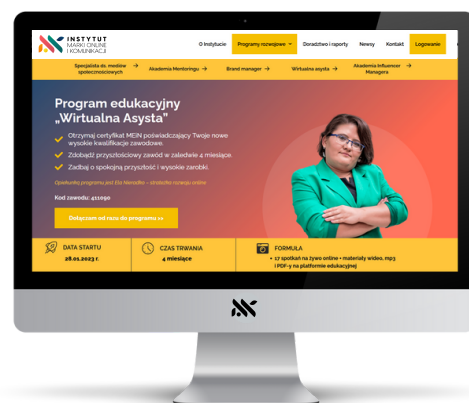 INSTYTUT
MARKI ONLINE
I KOMUNIKACJI
O Instytucie
Programy rozwojowe
Doradztwo i raporty
Newsy
Kontakt
Logowanie
Specjalista ds. mediów społecznościowych →
Akademia Mentoringu →
Brand manager →
Wirtualna asysta →
Akademia Influencer Managera →
Program edukacyjny
„Wirtualna Asysta”
Otrzymaj certyfikat MEiN poświadczający Twoje nowe
wysokie kwalifikacje zawodowe.
Zdobądź przyszłościowy zawód w zaledwie 4 miesiące.
Zadbaj o spokojną przyszłość i wysokie zarobki.
Kod zawodu: 411090
Dołączam od razu do programu >>
DATA STARTU
28.01.2023 r.
CZAS TRWANIA
4 miesiące
FORMUŁA
• 17 spotkań na żywo online • materiały wideo, mp3
i PDF-y na platformie edukacyjnej